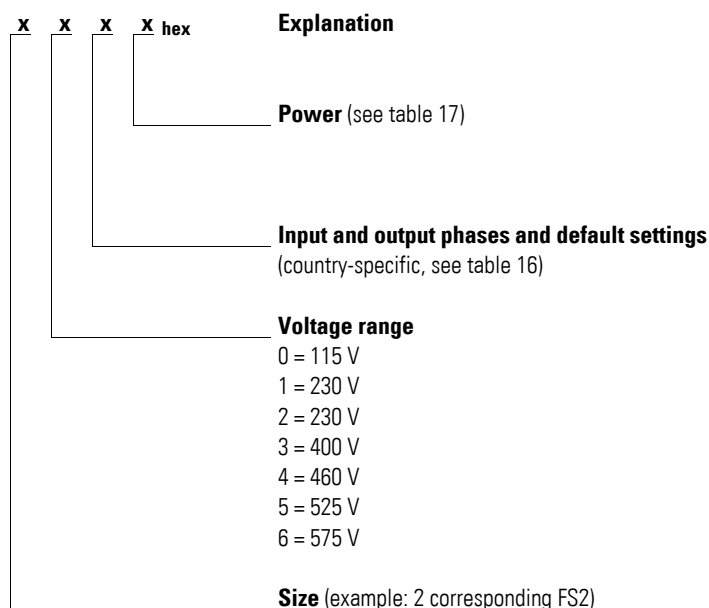 x x x x hex Explanation
Power (see table 17)
Input and output phases and default settings
(country-specific, see table 16)
Voltage range
0 = 115 V
1 = 230 V
2 = 230 V
3 = 400 V
4 = 460 V
5 = 525 V
6 = 575 V
Size (example: 2 corresponding FS2)